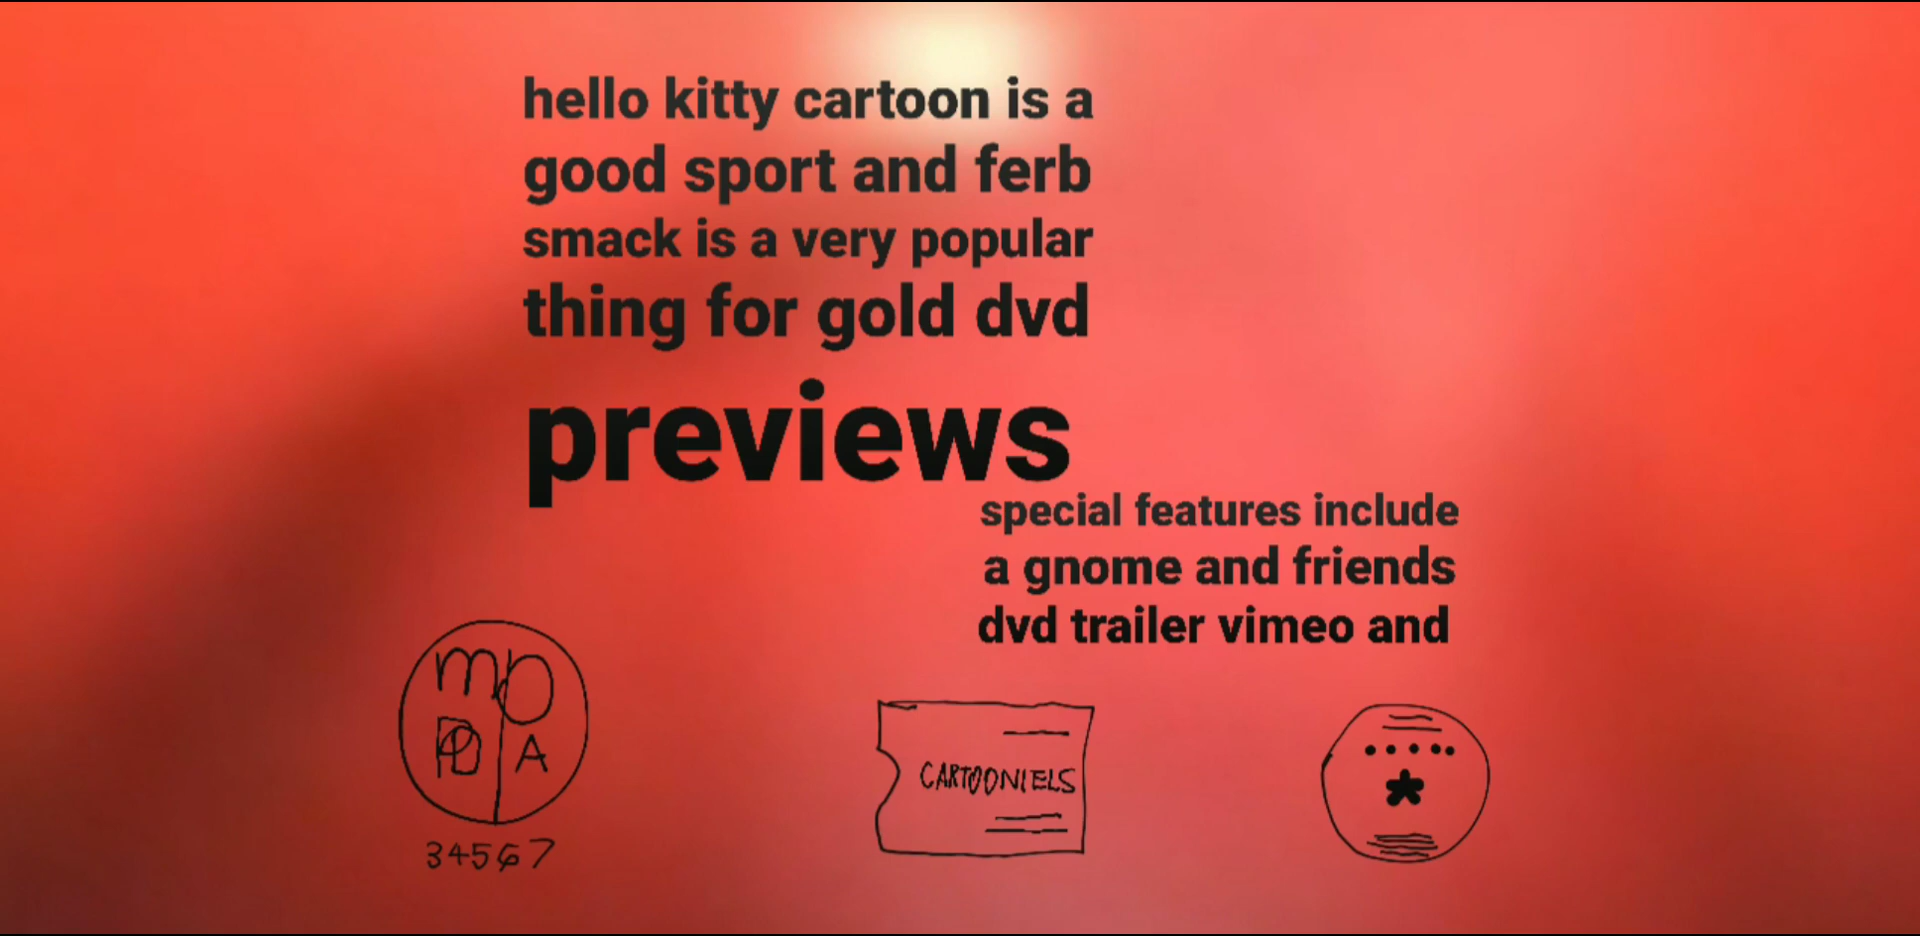 hello kitty cartoon is a
good sport and ferb
smack is a very popular
thing for gold dvd
previews
special features include
a gnome and friends
dvd trailer vimeo and
mp
A
CARTOONIELS
34567